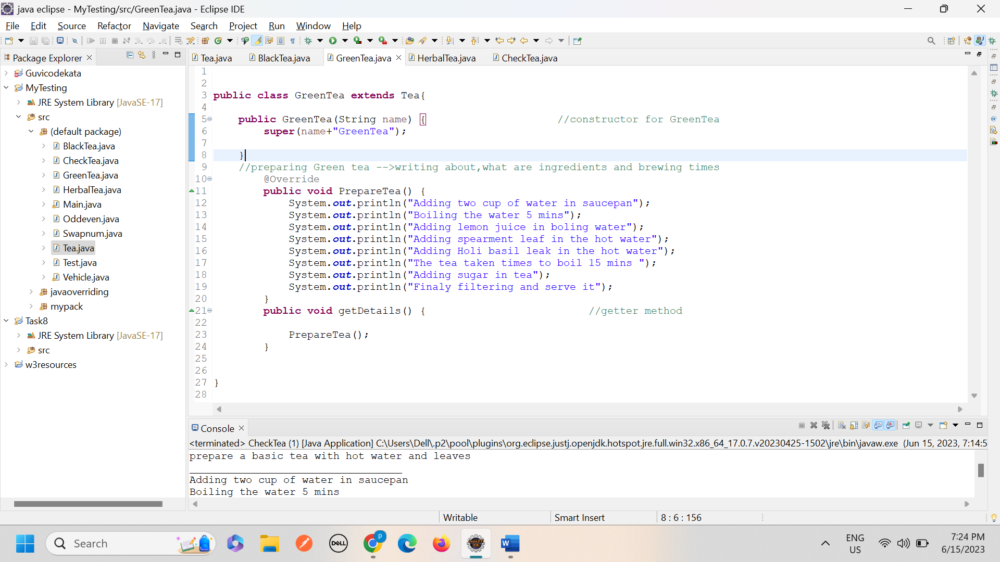 java eclipse - MyTesting/src/GreenTea.java - Eclipse IDE
File Edit Source Refactor Navigate Search Project Run Window Help
Package Explorer
Guvicodekata
MyTesting
JRE System Library [JavaSE-17]
src
(default package)
BlackTea.java
CheckTea.java
GreenTea.java
HerbalTea.java
Main.java
Oddeven.java
Swapnum.java
Tea.java
Test.java
Vehicle.java
javaoverriding
mypack
Task8
JRE System Library [JavaSE-17]
src
w3resources
Tea.java BlackTea.java GreenTea.java HerbalTea.java CheckTea.java
1
2
3 public class GreenTea extends Tea{
4
5 public GreenTea(String name) { //constructor for GreenTea
6 super(name+"GreenTea");
7
8 }
9 //preparing Green tea -->writing about,what are ingredients and brewing times
10 @Override
11 public void PrepareTea() {
12 System.out.println("Adding two cup of water in saucepan");
13 System.out.println("Boiling the water 5 mins");
14 System.out.println("Adding lemon juice in boling water");
15 System.out.println("Adding spearment leaf in the hot water");
16 System.out.println("Adding Holi basil leak in the hot water");
17 System.out.println("The tea taken times to boil 15 mins ");
18 System.out.println("Adding sugar in tea");
19 System.out.println("Finaly filtering and serve it");
20 }
21 public void getDetails() { //getter method
22
23 PrepareTea();
24 }
25
26
27 }
28
Console
<terminated> CheckTea (1) [Java Application] C:\Users\Dell\.p2\pool\plugins\org.eclipse.justj.openjdk.hotspot.jre.full.win32.x86_64_17.0.7.v20230425-1502\jre\bin\javaw.exe (Jun 15, 2023, 7:14:5
prepare a basic tea with hot water and leaves
__________________________________
Adding two cup of water in saucepan
Boiling the water 5 mins
Writable Smart Insert 8 : 6 : 156
Search
DELL
P
Java EE
IDE
W
ENG
US
7:24 PM
6/15/2023